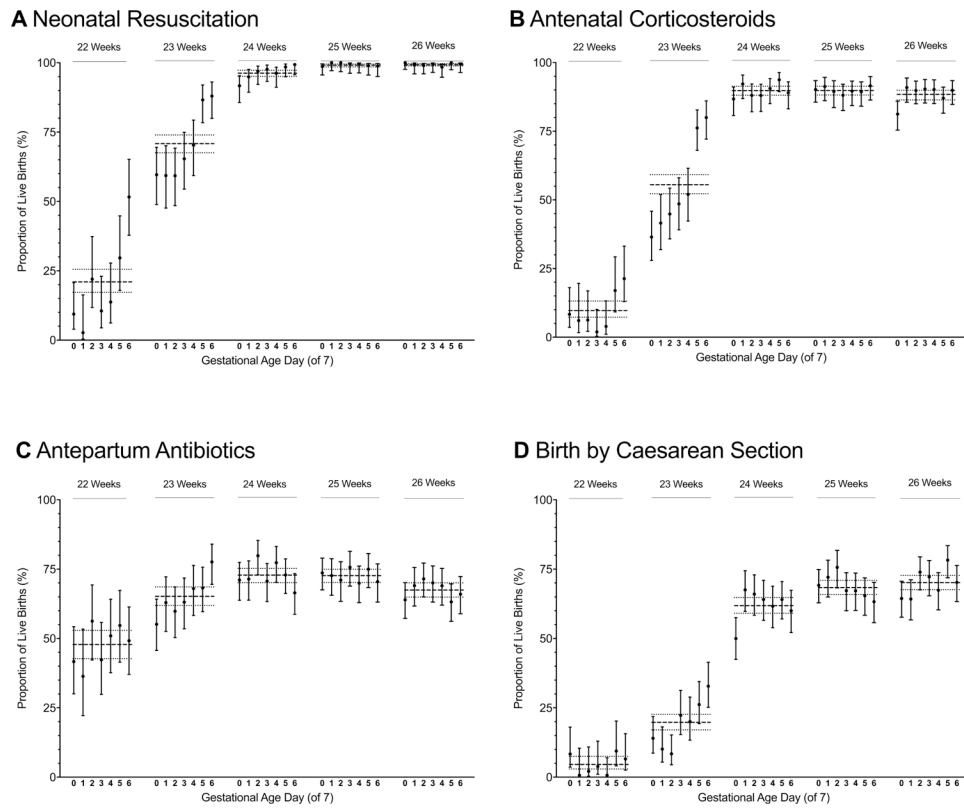 A Neonatal Resuscitation
22 Weeks 23 Weeks 24 Weeks 25 Weeks 26 Weeks
100
75
50
25
0
Proportion of Live Births (%)
0 1 2 3 4 5 6 0 1 2 3 4 5 6 0 1 2 3 4 5 6 0 1 2 3 4 5 6 0 1 2 3 4 5 6
Gestational Age Day (of 7)
B Antenatal Corticosteroids
22 Weeks 23 Weeks 24 Weeks 25 Weeks 26 Weeks
100
75
50
25
0
Proportion of Live Births (%)
0 1 2 3 4 5 6 0 1 2 3 4 5 6 0 1 2 3 4 5 6 0 1 2 3 4 5 6 0 1 2 3 4 5 6
Gestational Age Day (of 7)
C Antepartum Antibiotics
22 Weeks 23 Weeks 24 Weeks 25 Weeks 26 Weeks
100
75
50
25
0
Proportion of Live Births (%)
0 1 2 3 4 5 6 0 1 2 3 4 5 6 0 1 2 3 4 5 6 0 1 2 3 4 5 6 0 1 2 3 4 5 6
Gestational Age Day (of 7)
D Birth by Caesarean Section
22 Weeks 23 Weeks 24 Weeks 25 Weeks 26 Weeks
100
75
50
25
0
Proportion of Live Births (%)
0 1 2 3 4 5 6 0 1 2 3 4 5 6 0 1 2 3 4 5 6 0 1 2 3 4 5 6 0 1 2 3 4 5 6
Gestational Age Day (of 7)